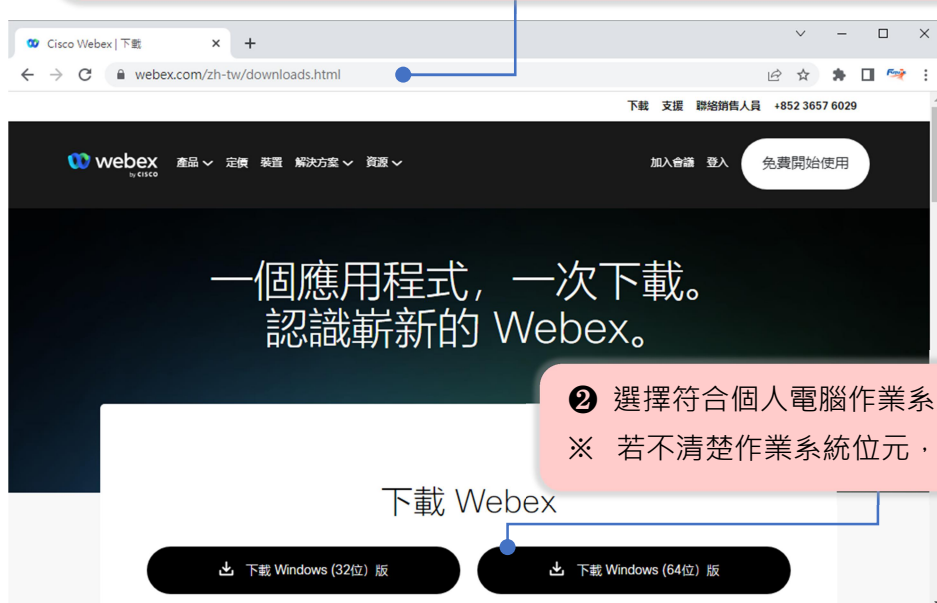 Cisco Webex | 下載
webex.com/zh-tw/downloads.html
下載 支援 聯絡銷售人員 +852 3657 6029
webex
by CISCO
產品 定價 裝置 解決方案 資源
加入會議 登入 免費開始使用
一個應用程式，一次下載。
認識嶄新的 Webex。
❷ 選擇符合個人電腦作業系
※ 若不清楚作業系統位元，
下載 Webex
下載 Windows (32位）版
下載 Windows (64位）版